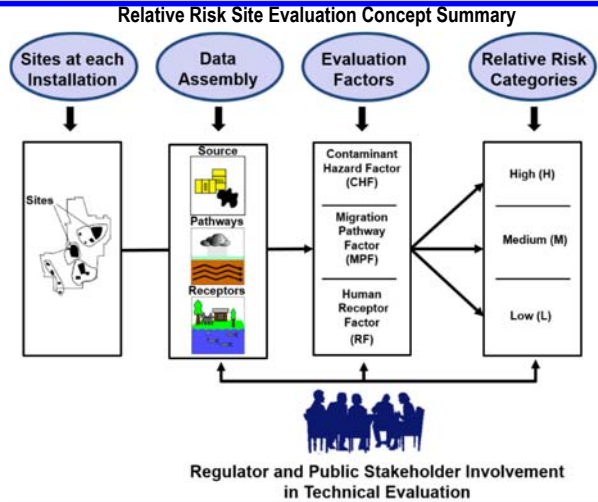 Relative Risk Site Evaluation Concept Summary
Sites at each
Installation
Data
Assembly
Evaluation
Factors
Relative Risk
Categories
Sites
Source
Pathways
Receptors
Contaminant
Hazard Factor
(CHF)
Migration
Pathway
Factor
(MPF)
Human
Receptor
Factor
(RF)
High (H)
Medium (M)
Low (L)
Regulator and Public Stakeholder Involvement
in Technical Evaluation